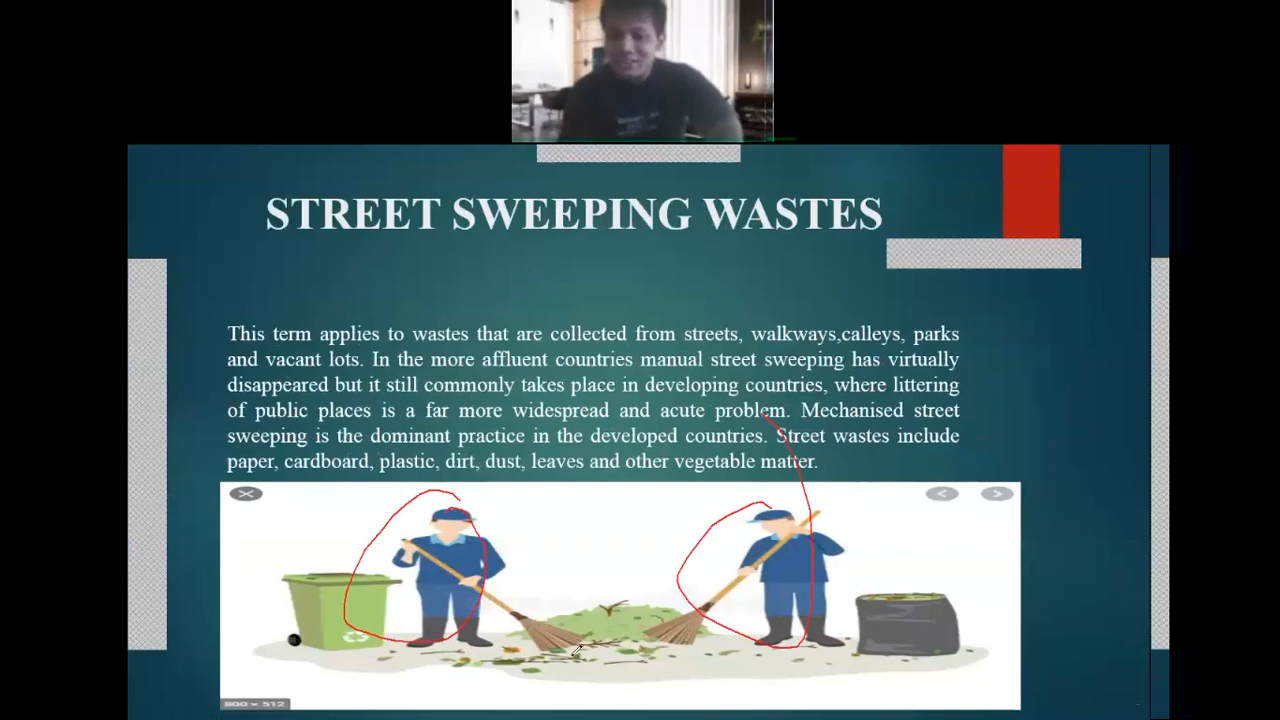 STREET SWEEPING WASTES
This term applies to wastes that are collected from streets, walkways,calleys, parks
and vacant lots. In the more affluent countries manual street sweeping has virtually
disappeared but it still commonly takes place in developing countries, where littering
of public places is a far more widespread and acute problem. Mechanised street
sweeping is the dominant practice in the developed countries. Street wastes include
paper, cardboard, plastic, dirt, dust, leaves and other vegetable matter.
800 × 512